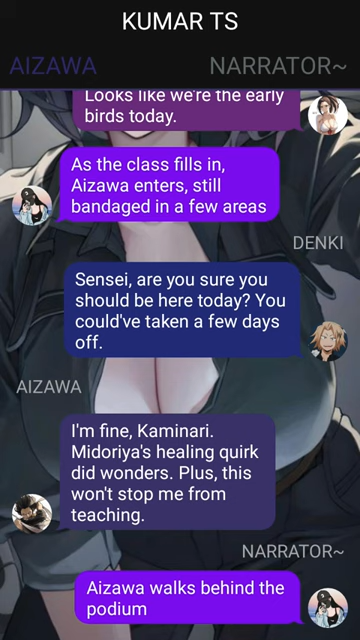 KUMAR TS
AIZAWA NARRATOR~
Looks like we're the early
birds today.
As the class fills in,
Aizawa enters, still
bandaged in a few areas
DENKI
Sensei, are you sure you
should be here today? You
could've taken a few days
off.
AIZAWA
I'm fine, Kaminari.
Midoriya's healing quirk
did wonders. Plus, this
won't stop me from
teaching.
NARRATOR~
Aizawa walks behind the
podium